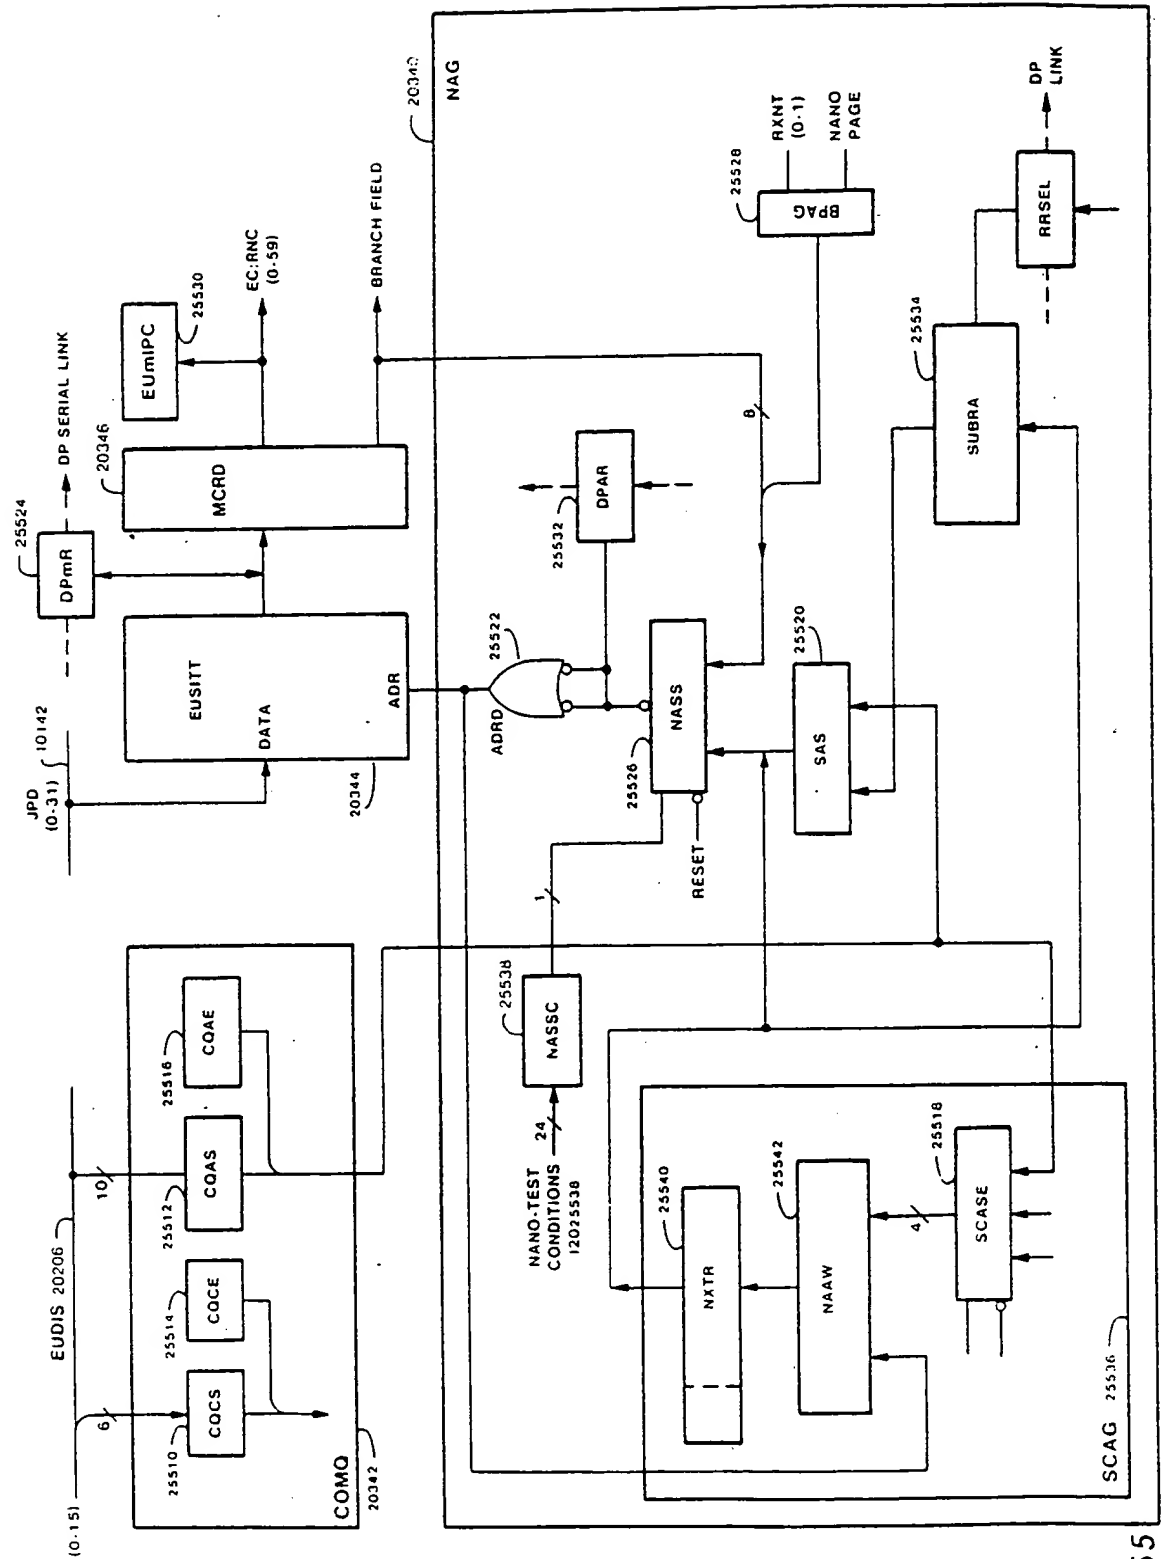 (0-15)
EUDIS 20206
6
10
25510
CQCS
25514
CQCE
25512
CQAS
25516
CQAE
COMQ
20342
JPD
(0-31)
10142
EUSITT
DATA
ADR
20344
25524
DPmR
DP SERIAL LINK
20346
MCRD
EUmIPC
25530
EC:RNC
(0-59)
BRANCH FIELD
NAG
ADRD
25522
25532
DPAR
8
25528
BPAG
RXNT
(0-1)
NANO
PAGE
NANO-TEST
CONDITIONS
12025538
24
NASSC
25538
1
25526
NASS
RESET
SAS
25520
SUBRA
25534
RRSEL
DP
LINK
NXTR
25540
NAAW
25542
4
SCASE
25518
SCAG
25536